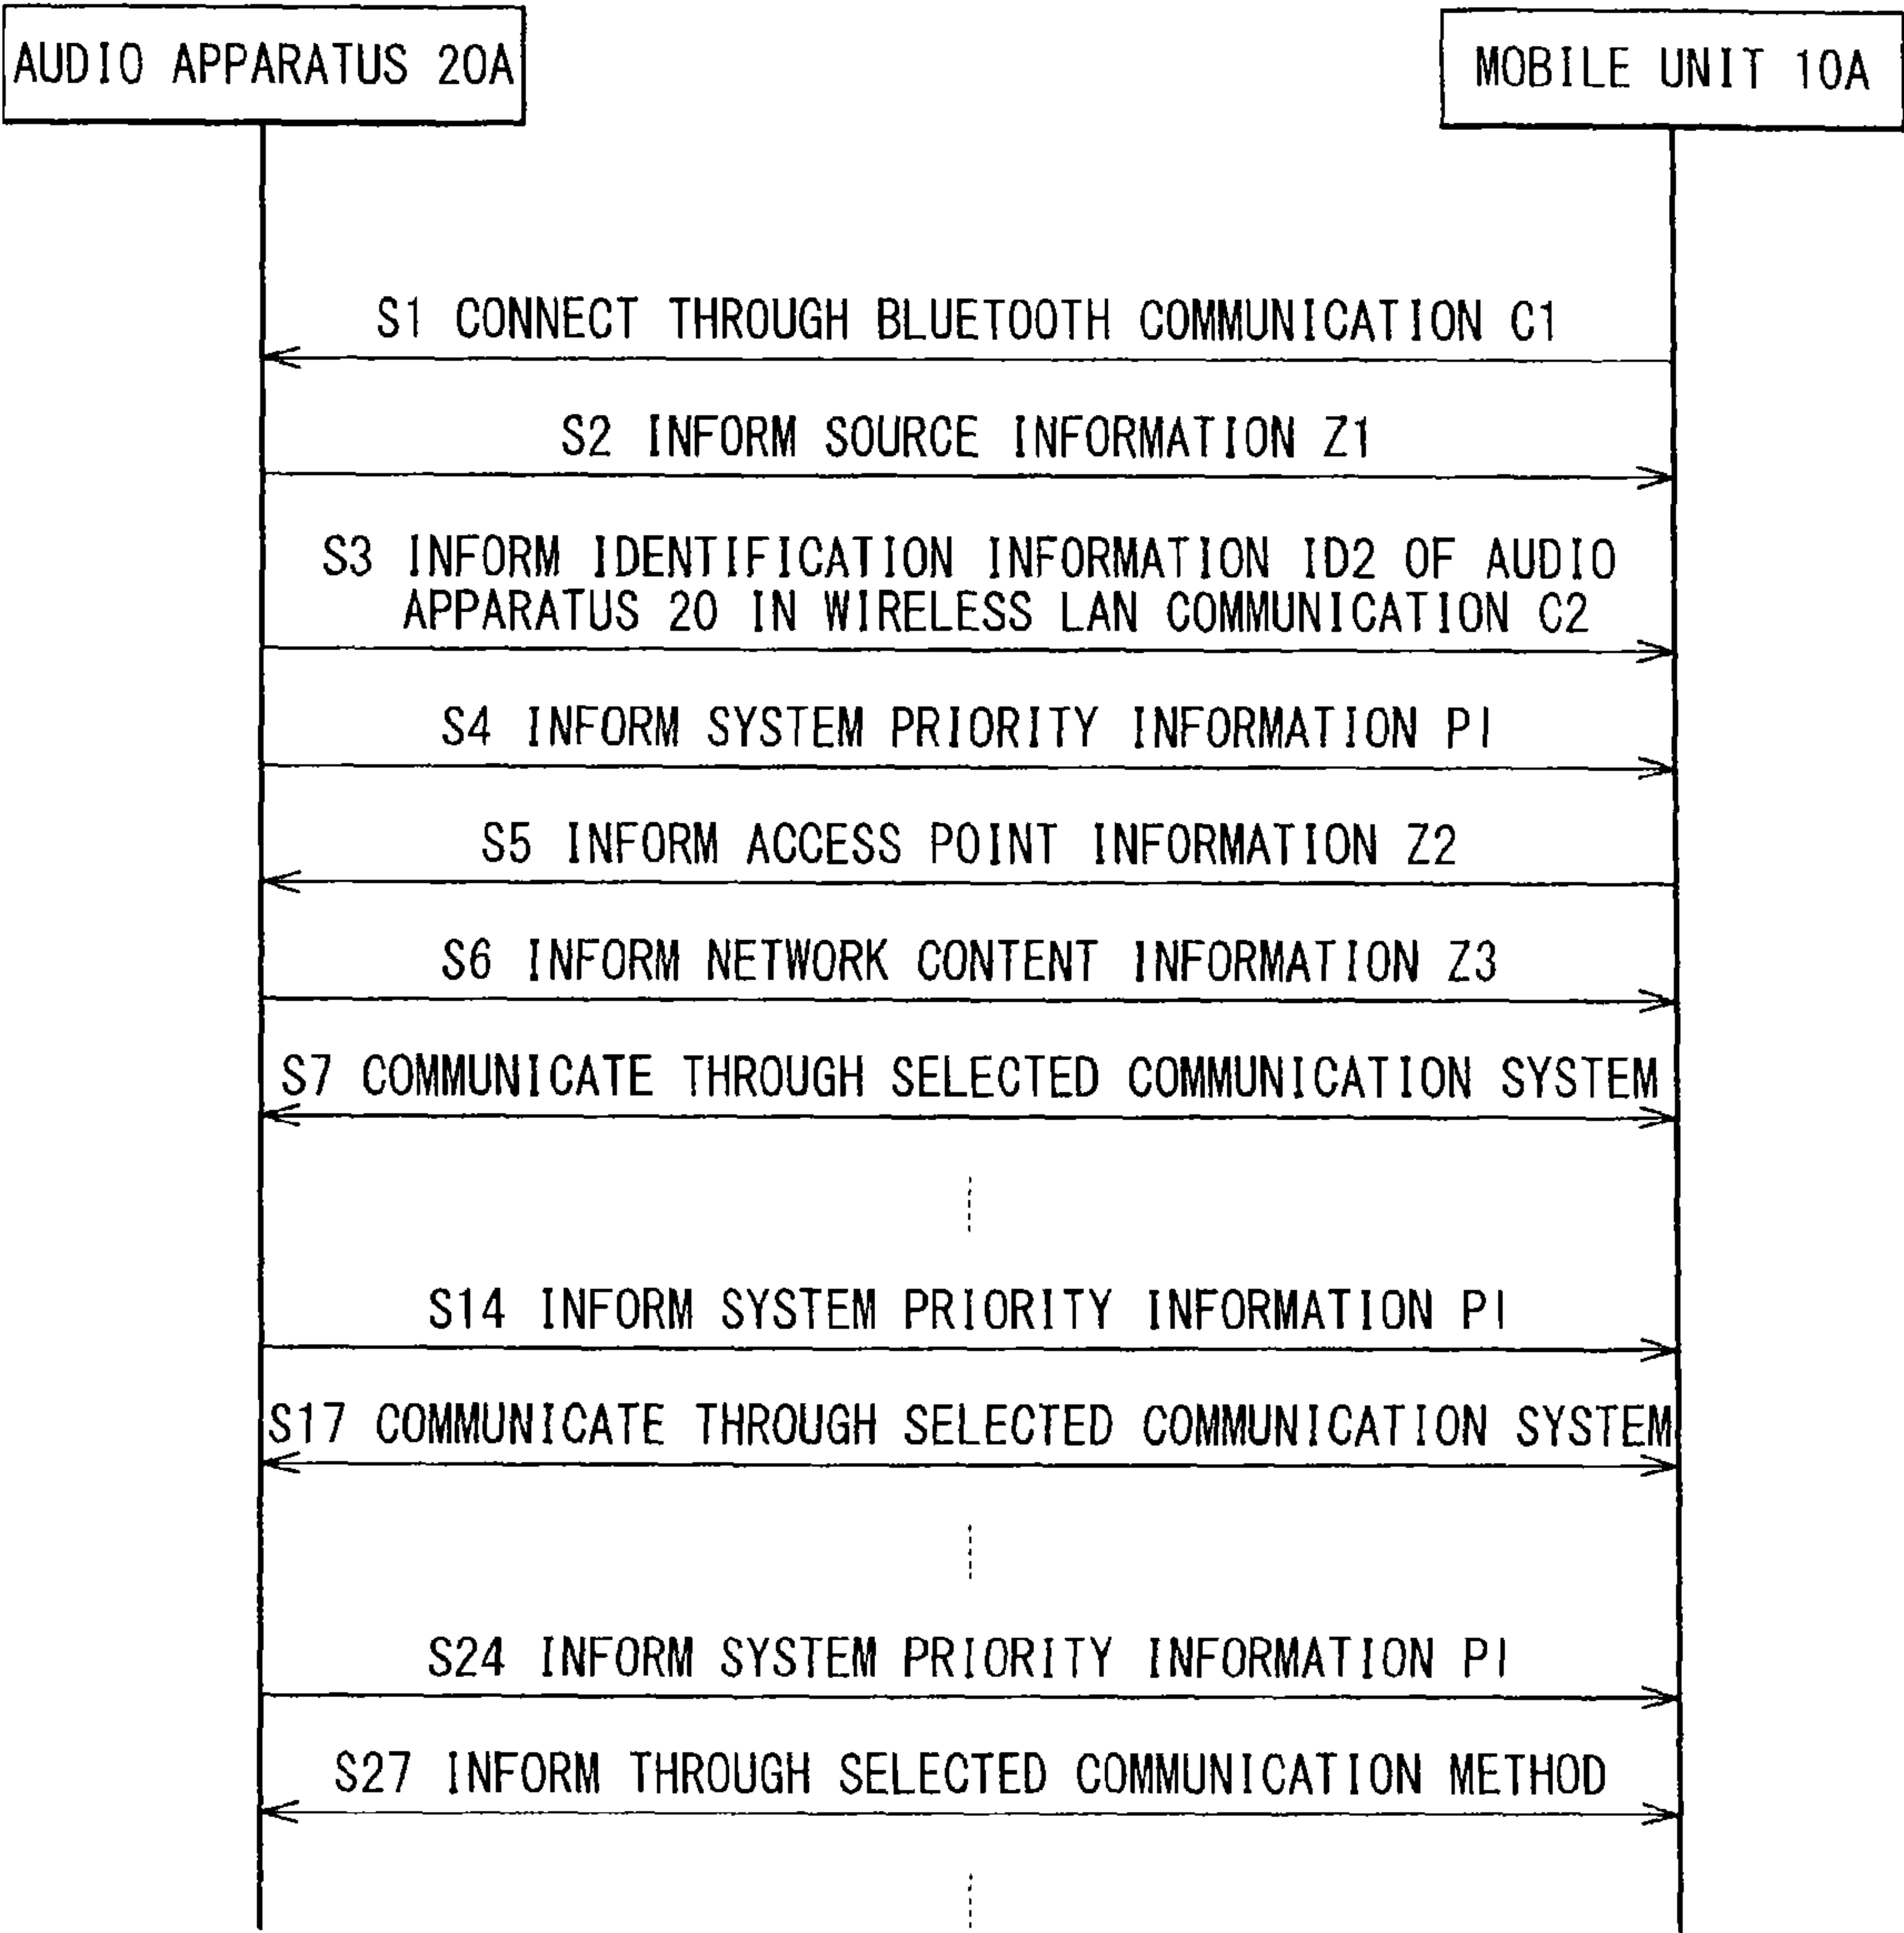 AUDIO APPARATUS 20A
MOBILE UNIT 10A
S1 CONNECT THROUGH BLUETOOTH COMMUNICATION C1
S2 INFORM SOURCE INFORMATION Z1
S3 INFORM IDENTIFICATION INFORMATION ID2 OF AUDIO
APPARATUS 20 IN WIRELESS LAN COMMUNICATION C2
S4 INFORM SYSTEM PRIORITY INFORMATION PI
S5 INFORM ACCESS POINT INFORMATION Z2
S6 INFORM NETWORK CONTENT INFORMATION Z3
S7 COMMUNICATE THROUGH SELECTED COMMUNICATION SYSTEM
S14 INFORM SYSTEM PRIORITY INFORMATION PI
S17 COMMUNICATE THROUGH SELECTED COMMUNICATION SYSTEM
S24 INFORM SYSTEM PRIORITY INFORMATION PI
S27 INFORM THROUGH SELECTED COMMUNICATION METHOD